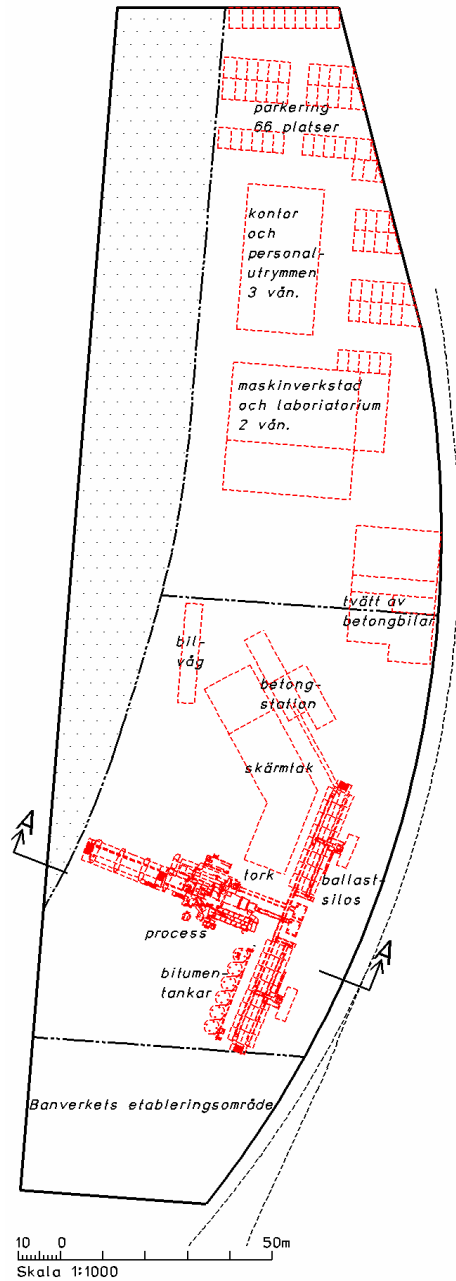 parkering
66 platser
kontor
och
personal-
utrymmen
3 vån.
maskinverkstad
och laboriatorium
2 vån.
tvätt av
betongbilar
bil-
våg
betong-
station
skärmtak
A
tork
ballast-
silos
process
A
bitumen-
tankar
Banverkets etableringsområde
10 0 50m
Skala 1:1000